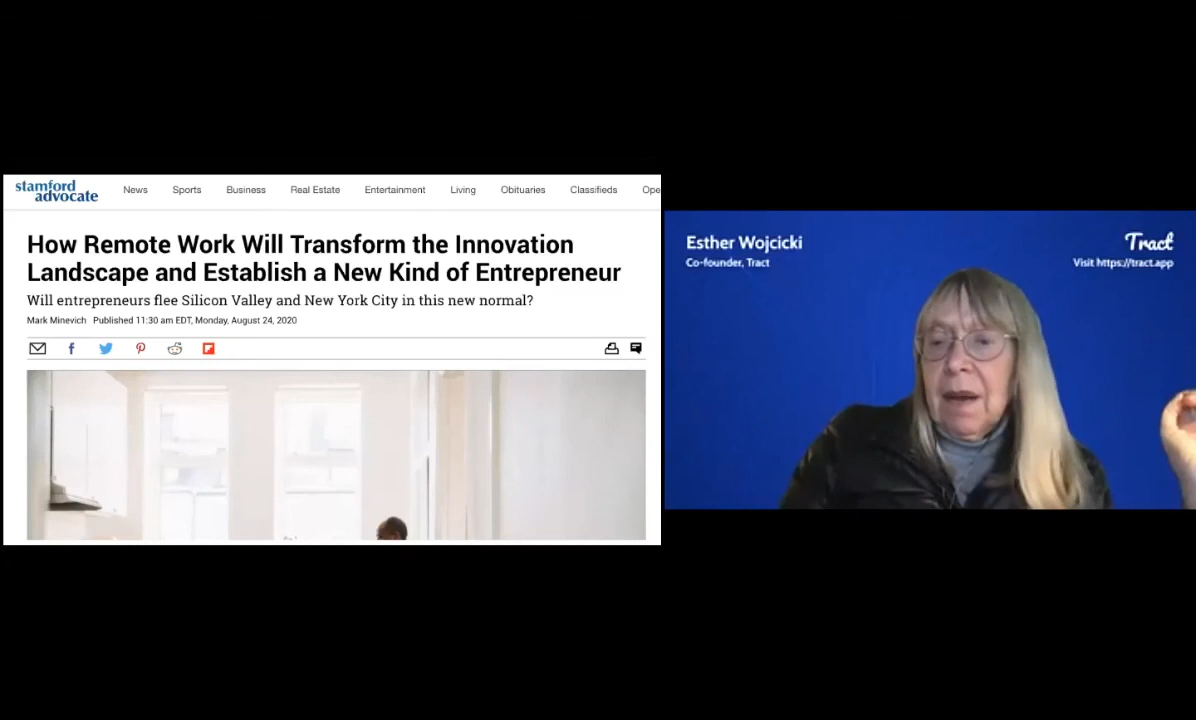 stamford
advocate
News Sports Business Real Estate Entertainment Living Obituaries Classifieds Ope
How Remote Work Will Transform the Innovation
Landscape and Establish a New Kind of Entrepreneur
Will entrepreneurs flee Silicon Valley and New York City in this new normal?
Mark Minevich Published 11:30 am EDT, Monday, August 24, 2020
Esther Wojcicki
Co-founder, Tract
Tract
Visit https://tract.app